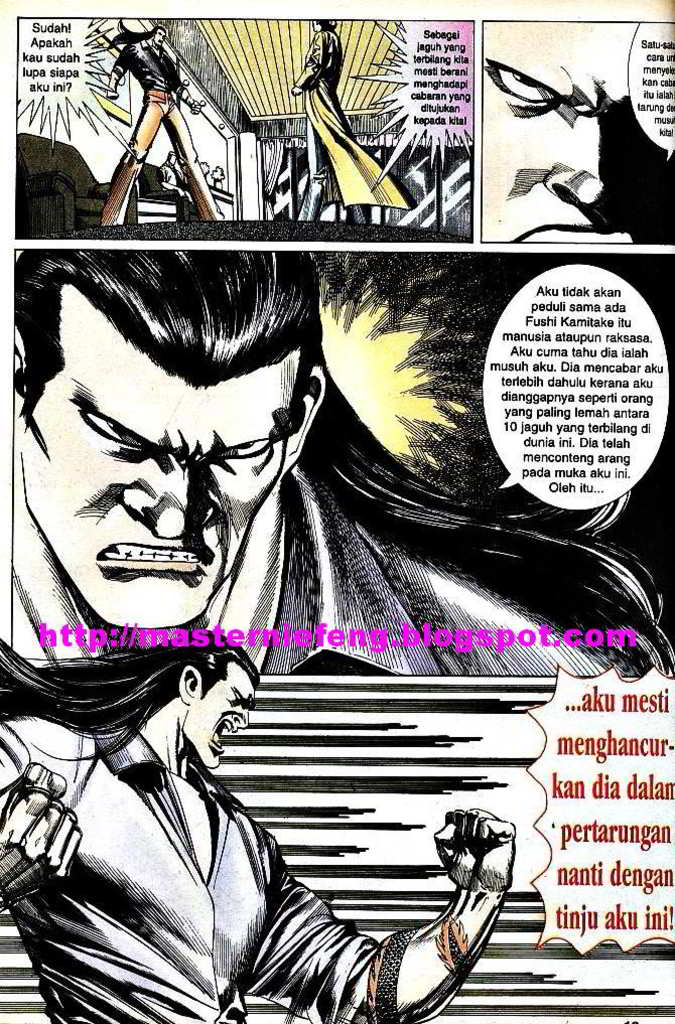 Sudah!
Apakah
kau sudah
lupa siapa
aku ini?
Sebagai
jaguh yang
terbilang kita
mesti berani
menghadapi
cabaran yang
ditujukan
kepada kita!
cara un
kita!
Aku tidak akan
peduli sama ada
Fushi Kamitake itu
manusia ataupun raksasa.
Aku cuma tahu dia ialah
musuh aku. Dia mencabar aku
terlebih dahulu kerana aku
dianggapnya seperti orang
yang paling lemah antara
10 jaguh yang terbilang di
dunia ini. Dia telah
menconteng arang
pada muka aku ini.
Oleh itu...
http://masterniefeng.blogspot.com
...aku mesti
menghancur-
kan dia dalam
pertarungan
nanti dengan
tinju aku ini!